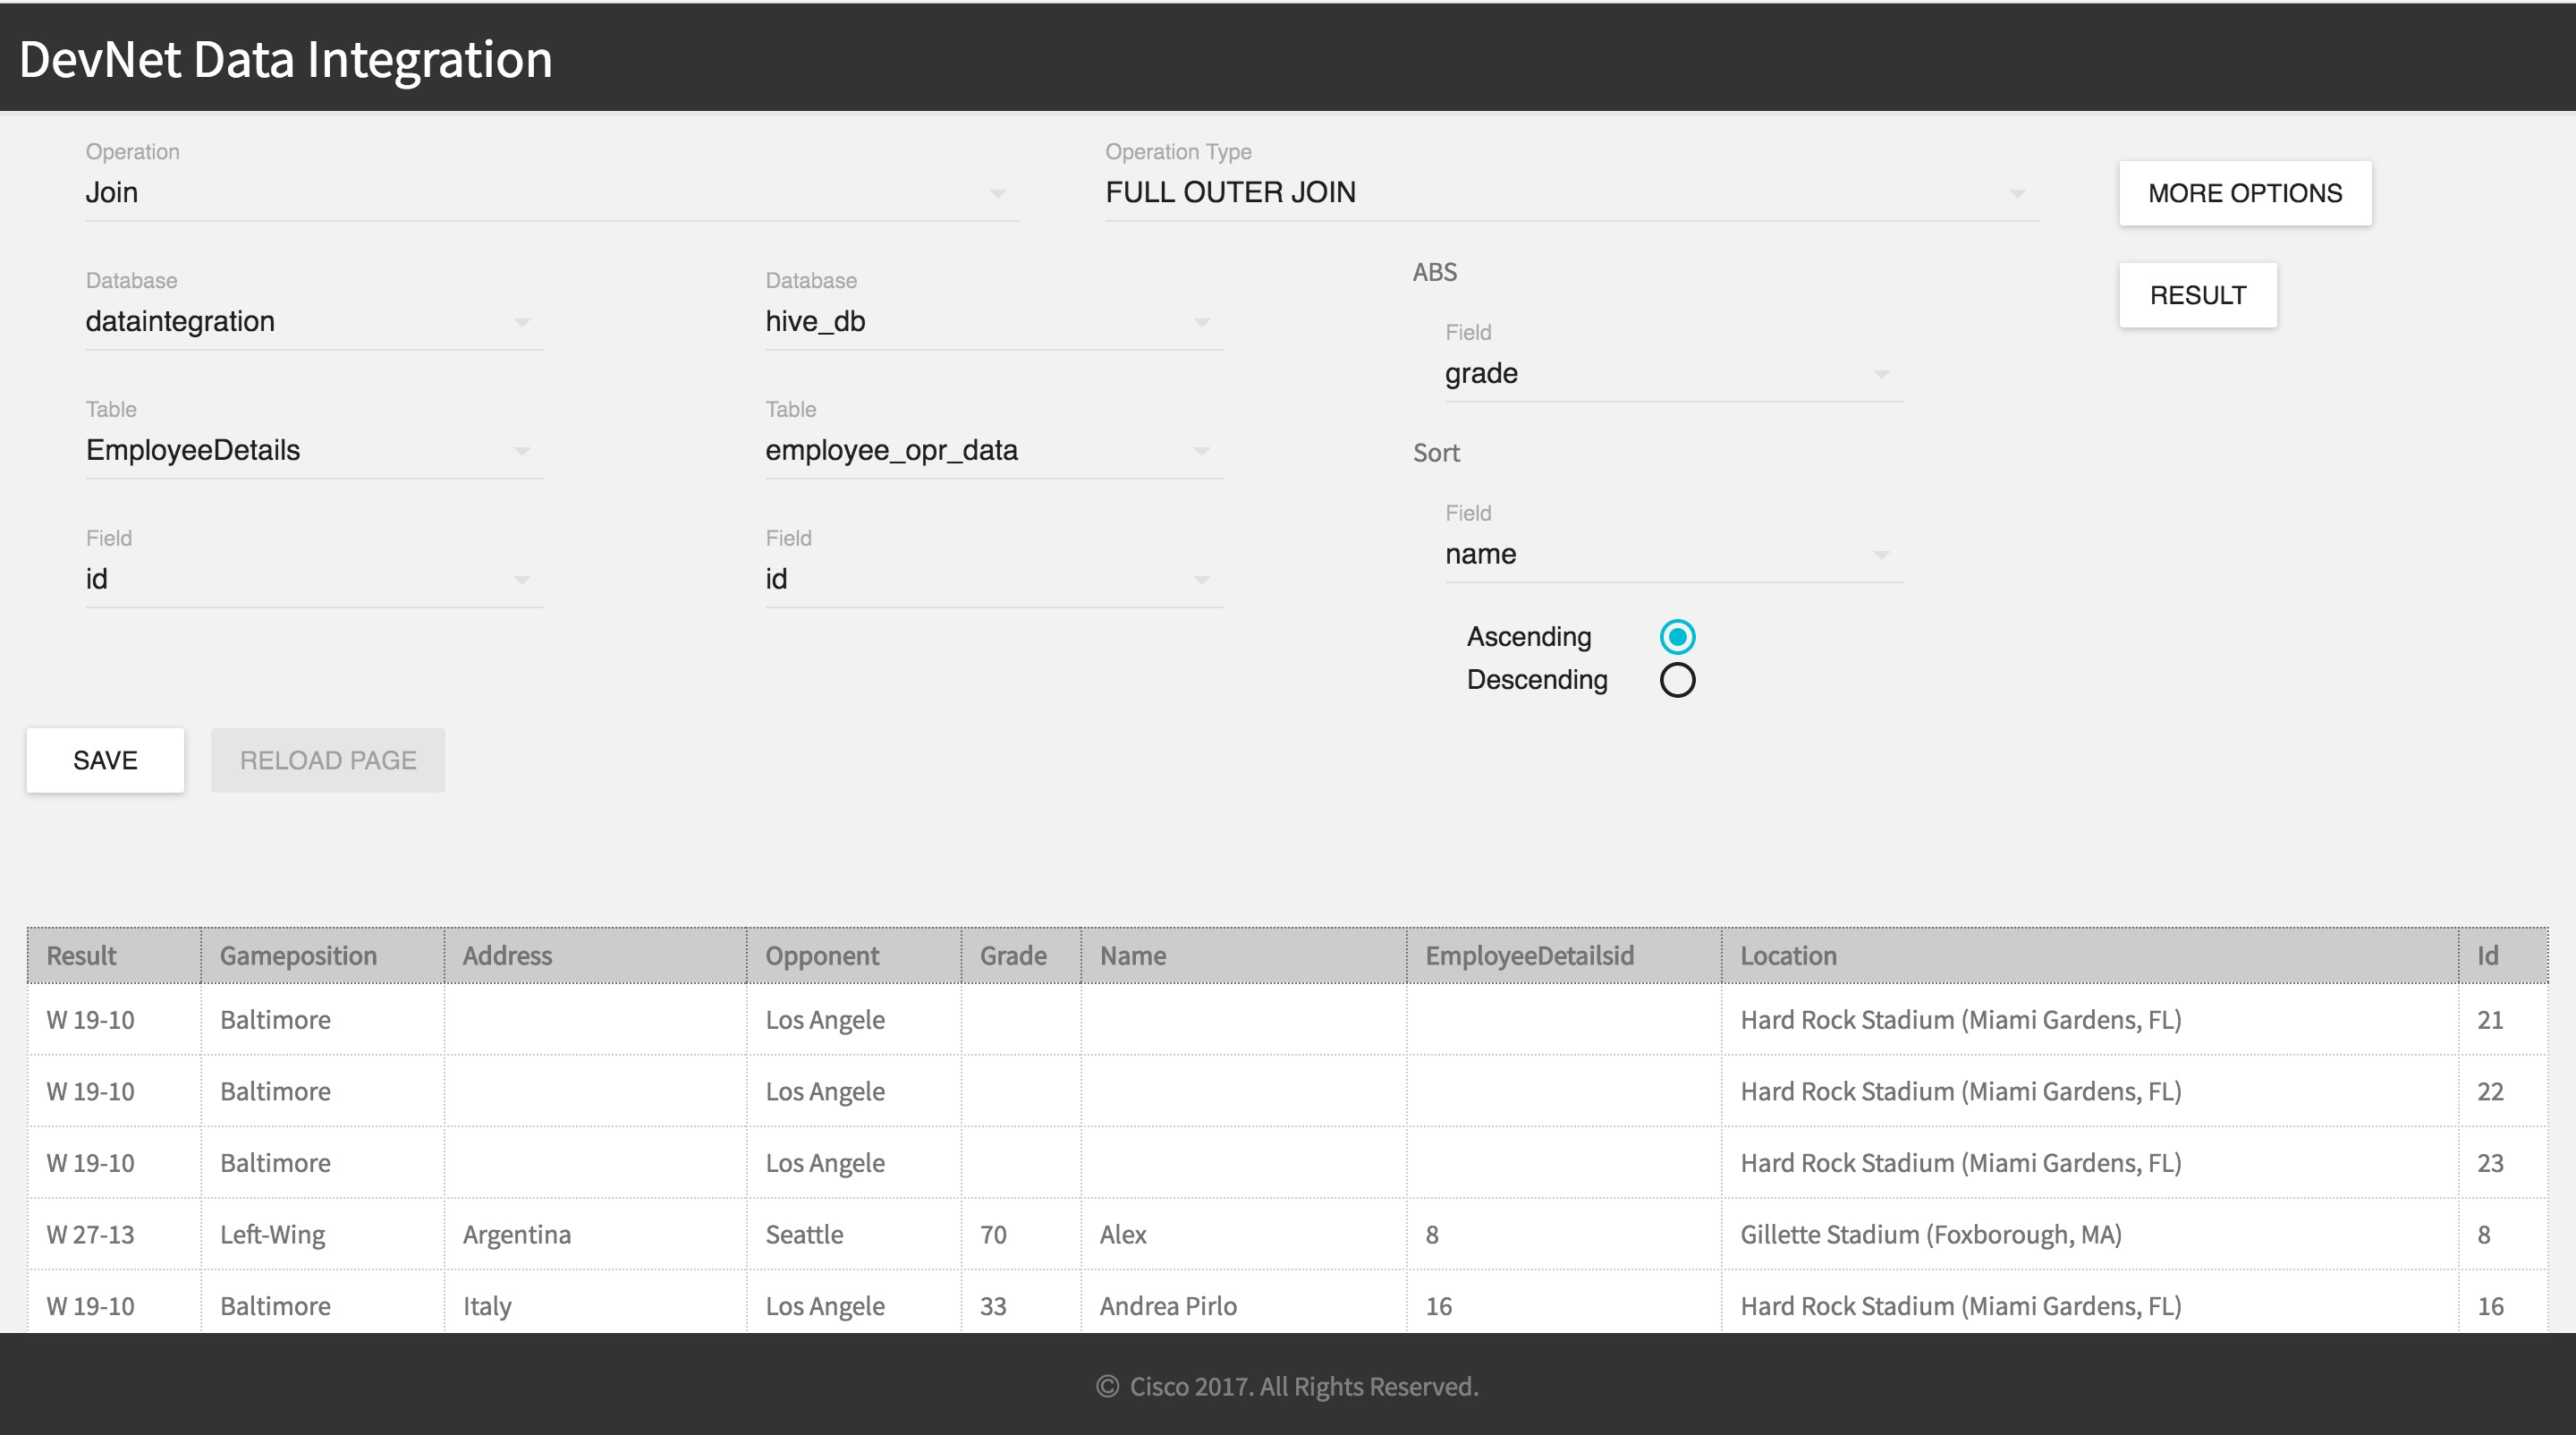 DevNet Data Integration
Operation
Join
Operation Type
FULL OUTER JOIN
MORE OPTIONS
Database
dataintegration
Database
hive_db
ABS
RESULT
Field
grade
Table
EmployeeDetails
Table
employee_opr_data
Sort
Field
name
Field
id
Field
id
Ascending
Descending
SAVE
RELOAD PAGE
Result Gameposition Address Opponent Grade Name EmployeeDetailsid Location Id
W 19-10 Baltimore Los Angele Hard Rock Stadium (Miami Gardens, FL) 21
W 19-10 Baltimore Los Angele Hard Rock Stadium (Miami Gardens, FL) 22
W 19-10 Baltimore Los Angele Hard Rock Stadium (Miami Gardens, FL) 23
W 27-13 Left-Wing Argentina Seattle 70 Alex 8 Gillette Stadium (Foxborough, MA) 8
W 19-10 Baltimore Italy Los Angele 33 Andrea Pirlo 16 Hard Rock Stadium (Miami Gardens, FL) 16
© Cisco 2017. All Rights Reserved.